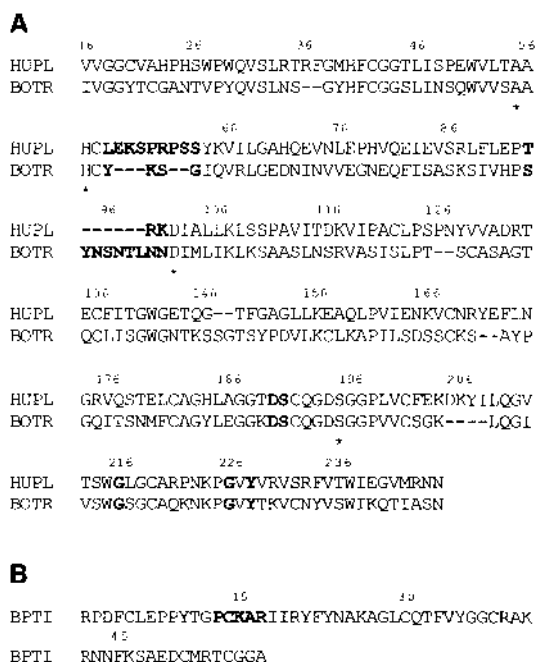 A
16 26 36 46 56
HUPL VVGGCVAHPHSWPWQVSLRTRFGMHFCGGTLISPEWVLTAA
BOTR IVGGYTCGANTVPYQVSLNS--GYHFCGGSLINSQWVVSAA
*
66 76 86
HUPL HCLEKSPRPSSYKVILGAHQEVNLEPHVQEIEVSRLFLEPT
BOTR HCY---KS--GIQVRLGEDNINVVEGNEQFISASKSIVHPS
*
96 106 116 126
HUPL ------RKDIALLKLSSPAVITDKVIPACLPSPNYVVADRT
BOTR YNSNTLNNDIMLIKLKSAASLNSRVASISLPT--SCASAGT
*
136 146 156 166
HUPL ECFITGWGETQG--TFGAGLLKEAQLPVIENKVCNRYEFLN
BOTR QCLISGWGNTKSSGTSYPDVLKCLKAPILSDSSCKS--AYP
176 186 196 206
HUPL GRVQSTELCAGHLAGGTDSCQGDSGGPLVCFEKDKYILQGV
BOTR GQITSNMFCAGYLEGGKDSCQGDSGGPVVCSGK----LQGI
*
216 226 236
HUPL TSWGLGCARPNKPGVYVRVSRFVTWIEGVMRNN
BOTR VSWGSGCAQKNKPGVYTKVCNYVSWIKQTIASN
B
15 30
BPTI RPDFCLEPPYTGPCKARIIRYFYNAKAGLCQTFVYGGCRAK
45
BPTI RNNFKSAEDCMRTCGGA